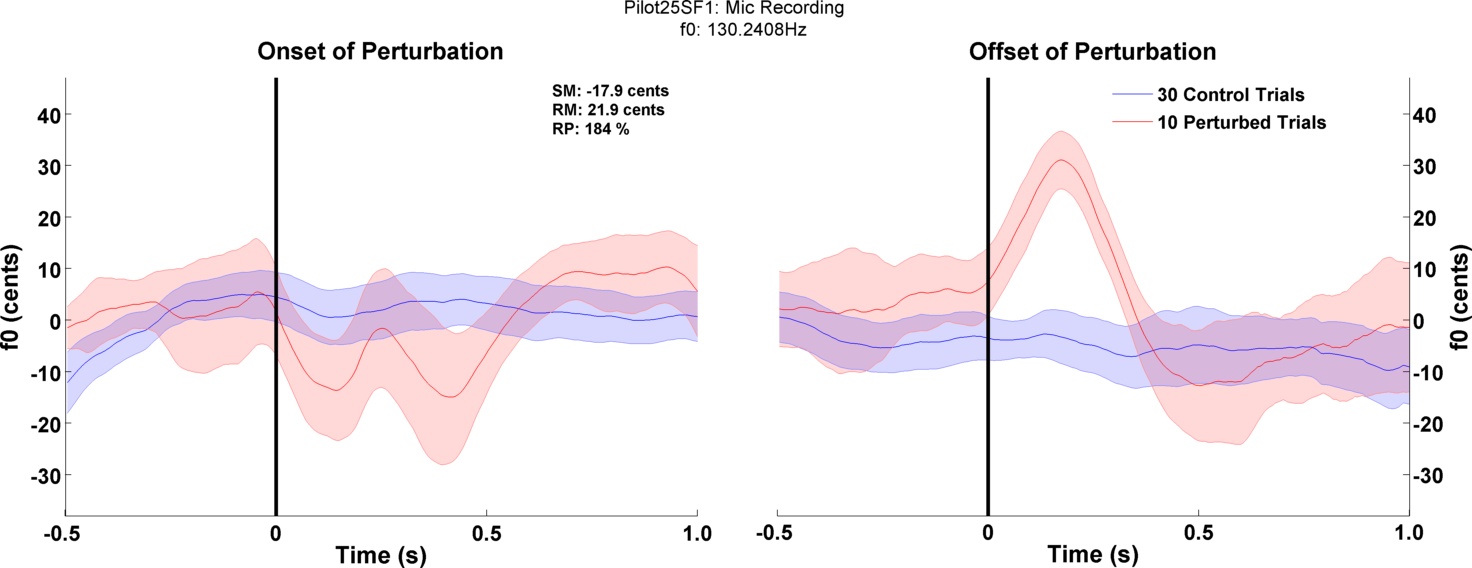 Pilot25SF1: Mic Recording
f0: 130.2408Hz
Onset of Perturbation
SM: -17.9 cents
RM: 21.9 cents
RP: 184 %
f0 (cents)
40
30
20
10
0
-10
-20
-30
-0.5 0 0.5 1.0
Time (s)
Offset of Perturbation
30 Control Trials
10 Perturbed Trials
40
30
20
10
0
-10
-20
-30
f0 (cents)
-0.5 0 0.5 1.0
Time (s)